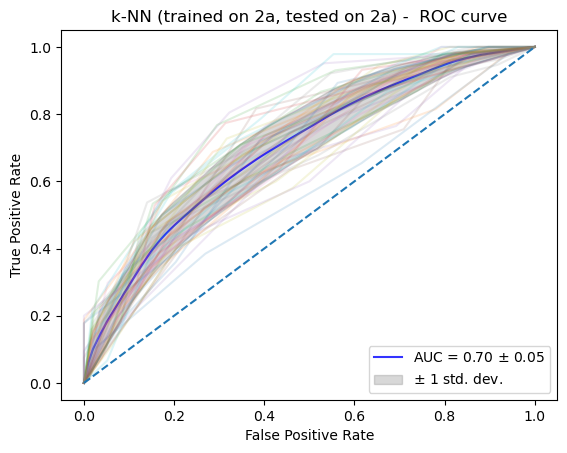 k-NN (trained on 2a, tested on 2a) -  ROC curve
True Positive Rate
1.0
0.8
0.6
0.4
0.2
0.0
AUC = 0.70 ± 0.05
± 1 std. dev.
0.0 0.2 0.4 0.6 0.8 1.0
False Positive Rate